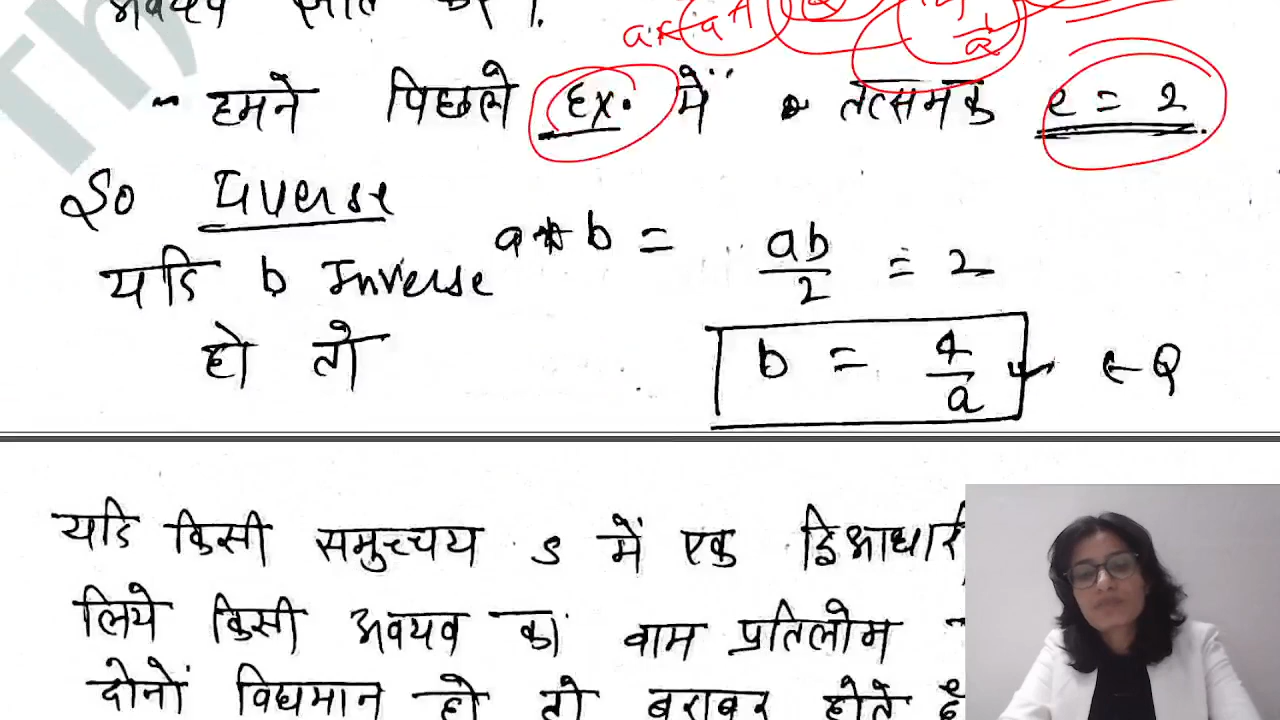 हमने पिछले Ex. में तत्समक e = 2
So Inverse
a * b = ab/2 = 2
यदि b Inverse
हो तो
b = 4/a ← Q
यदि किसी समुच्चय S में एक
लिये किसी अवयव का वाम प्रतिलोम
दोनों विद्यमान हो तो बराबर होते